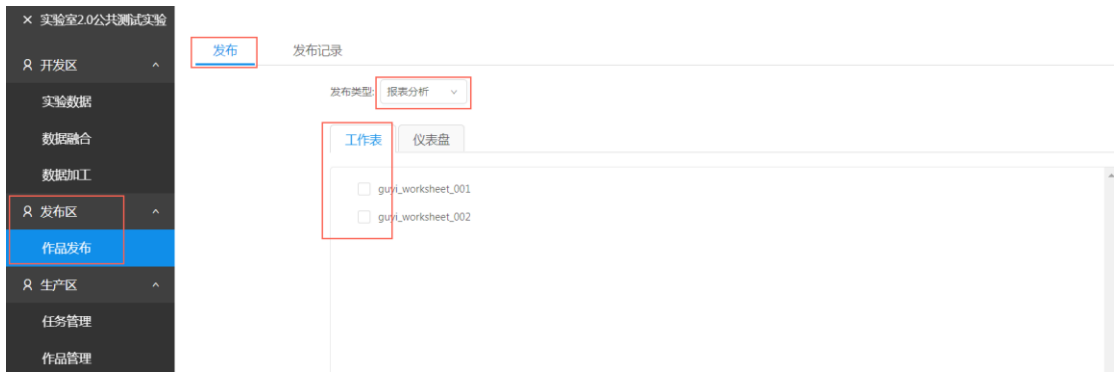 × 实验室2.0公共测试实验
开发区
实验数据
数据融合
数据加工
发布区
作品发布
生产区
任务管理
作品管理
发布 发布记录
发布类型: 报表分析
工作表 仪表盘
guyi_worksheet_001
guyi_worksheet_002